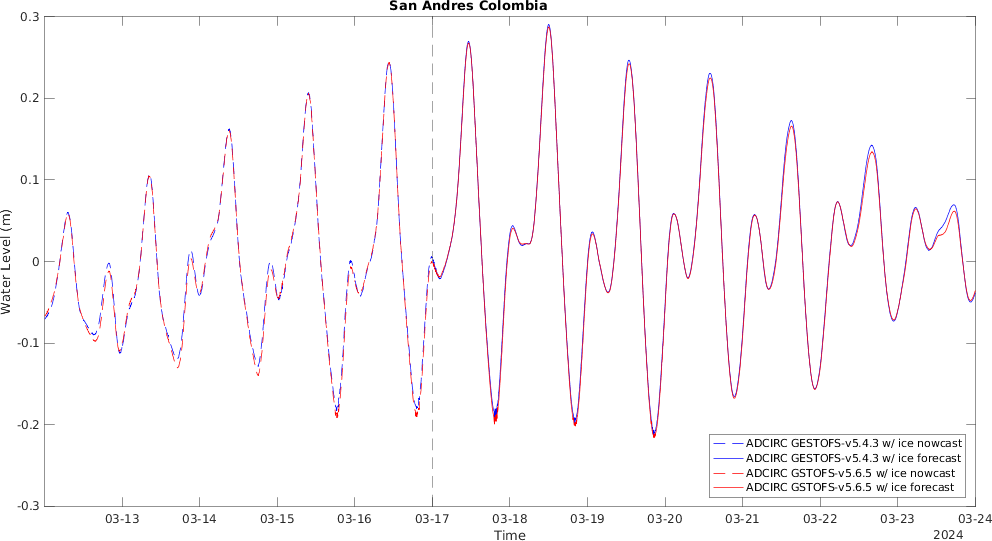 San Andres Colombia
Water Level (m)
0.3
0.2
0.1
0
-0.1
-0.2
-0.3
03-13
03-14
03-15
03-16
03-17
03-18
03-19
03-20
03-21
03-22
03-23
03-24
2024
Time
ADCIRC GESTOFS-v5.4.3 w/ ice nowcast
ADCIRC GESTOFS-v5.4.3 w/ ice forecast
ADCIRC GSTOFS-v5.6.5 w/ ice nowcast
ADCIRC GSTOFS-v5.6.5 w/ ice forecast